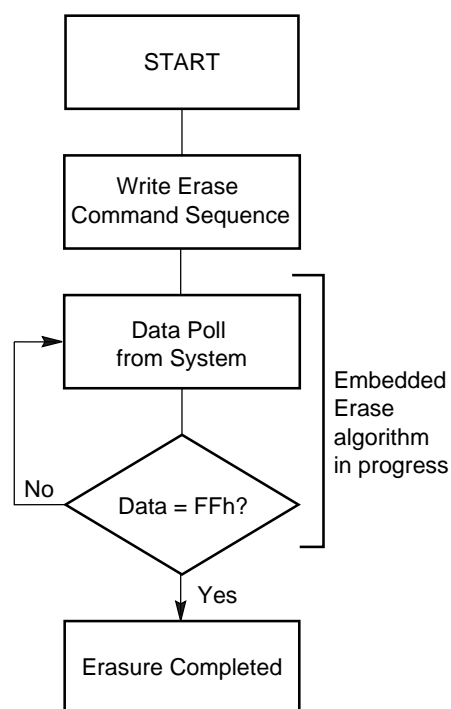 START
Write Erase
Command Sequence
Data Poll
from System
Embedded
Erase
algorithm
in progress
No
Data = FFh?
Yes
Erasure Completed